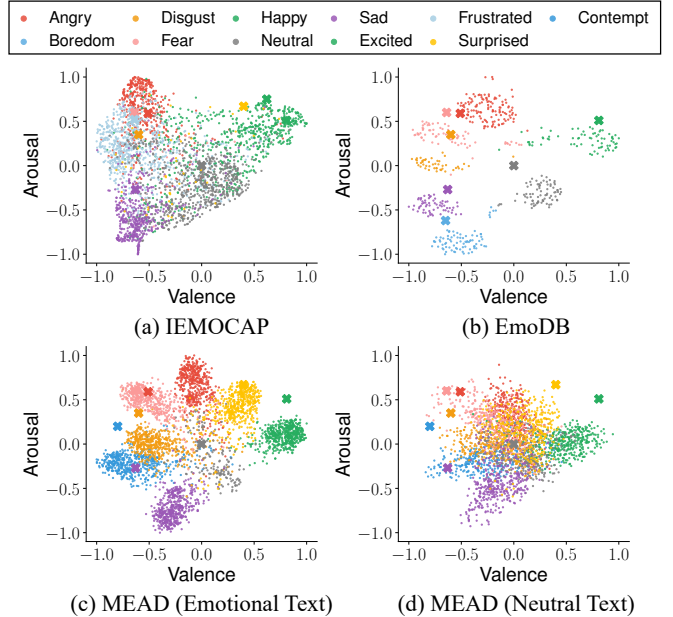 Angry Disgust Happy Sad Frustrated Contempt
Boredom Fear Neutral Excited Surprised
1.0
0.5
0.0
−0.5
−1.0
Arousal
−1.0 −0.5 0.0 0.5 1.0
Valence
(a) IEMOCAP
1.0
0.5
0.0
−0.5
−1.0
Arousal
−1.0 −0.5 0.0 0.5 1.0
Valence
(b) EmoDB
1.0
0.5
0.0
−0.5
−1.0
Arousal
−1.0 −0.5 0.0 0.5 1.0
Valence
(c) MEAD (Emotional Text)
1.0
0.5
0.0
−0.5
−1.0
Arousal
−1.0 −0.5 0.0 0.5 1.0
Valence
(d) MEAD (Neutral Text)